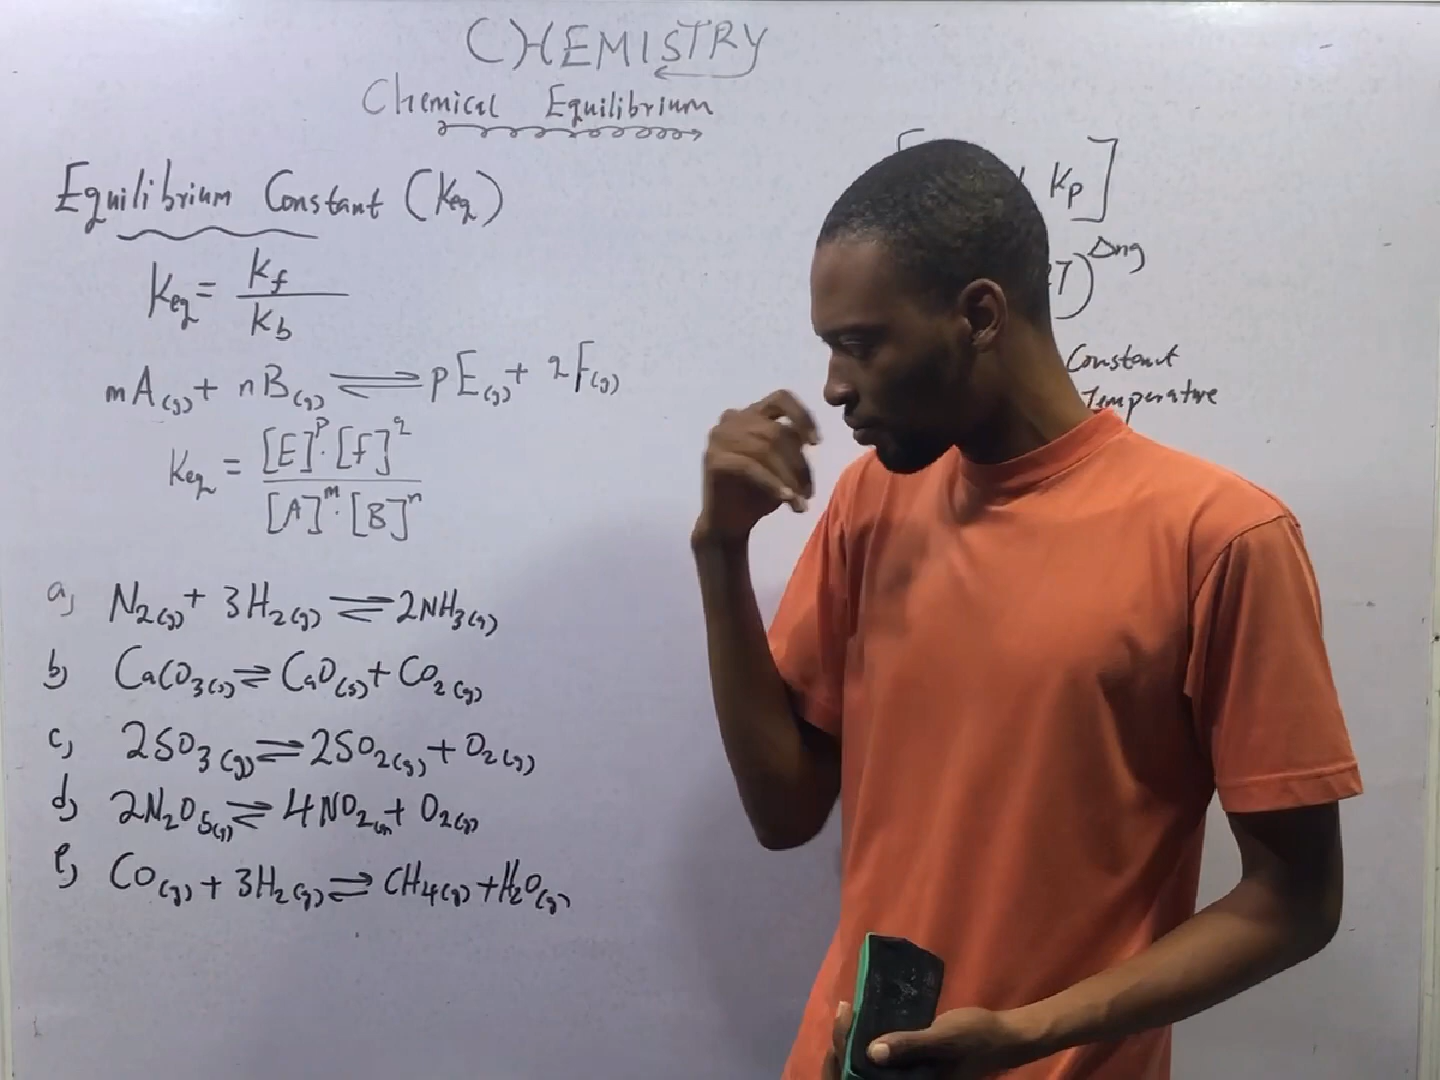 CHEMISTRY
Chemical Equilibrium
Equilibrium Constant (Keq)
Keq = Kf / Kb
mA(g) + nB(g) ⇌ pE(g) + qF(g)
Keq = [E]^p · [F]^q / [A]^m · [B]^n
a) N2(g) + 3H2(g) ⇌ 2NH3(g)
b) CaCO3(s) ⇌ CaO(s) + CO2(g)
c) 2SO3(g) ⇌ 2SO2(g) + O2(g)
d) 2N2O5(g) ⇌ 4NO2(g) + O2(g)
e) CO(g) + 3H2(g) ⇌ CH4(g) + H2O(g)
Kp]
T)^Δng
Constant
Temperature